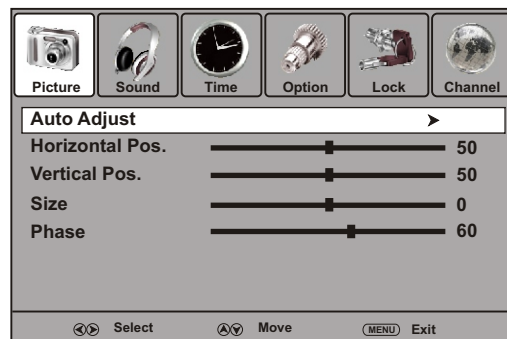 Picture Sound Time Option Lock Channel
Auto Adjust
Horizontal Pos. 50
Vertical Pos. 50
Size 0
Phase 60
Select Move MENU Exit